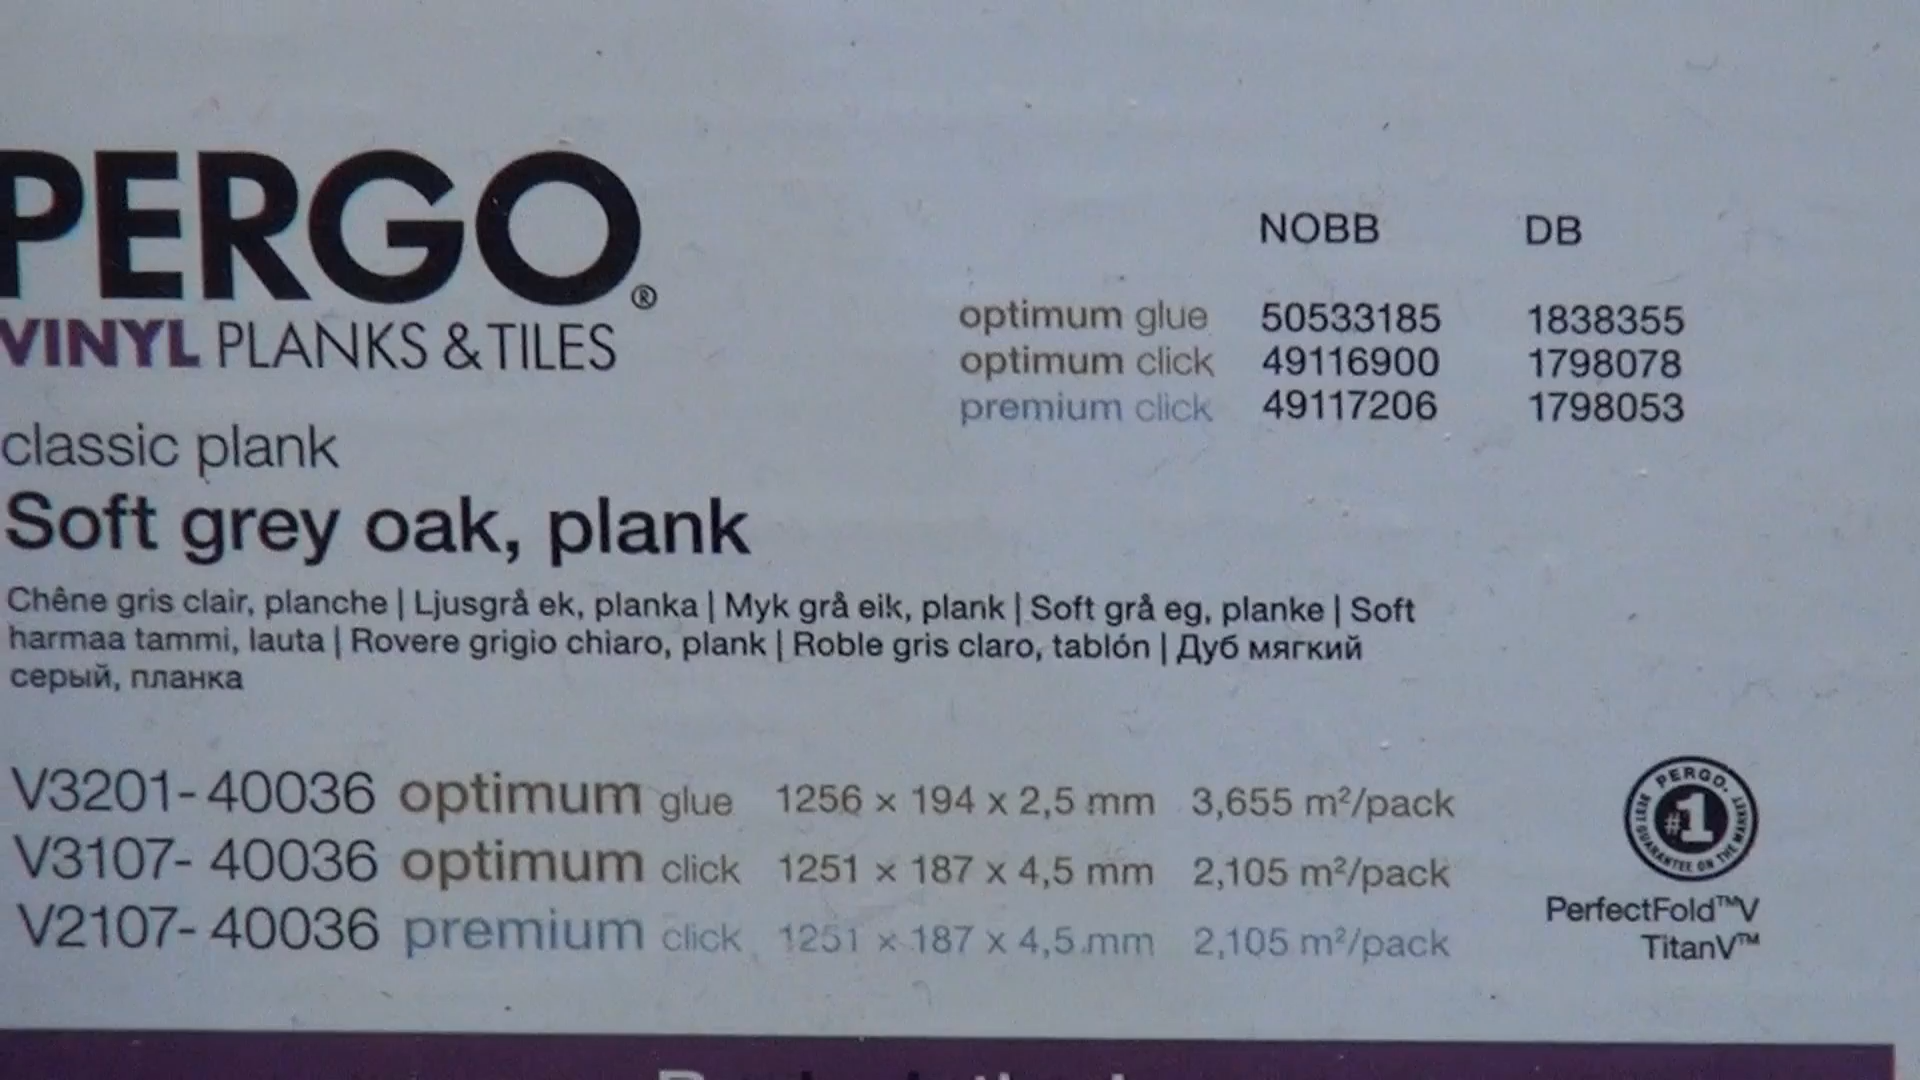 PERGO®
VINYL PLANKS & TILES
classic plank
Soft grey oak, plank
Chêne gris clair, planche | Ljusgrå ek, planka | Myk grå eik, plank | Soft grå eg, planke | Soft
harmaa tammi, lauta | Rovere grigio chiaro, plank | Roble gris claro, tablón | Дуб мягкий
серый, планка
NOBB DB
optimum glue 50533185 1838355
optimum click 49116900 1798078
premium click 49117206 1798053
V3201-40036 optimum glue 1256 x 194 x 2,5 mm 3,655 m²/pack
V3107-40036 optimum click 1251 x 187 x 4,5 mm 2,105 m²/pack
V2107-40036 premium click 1251 x 187 x 4,5 mm 2,105 m²/pack
PERGO.
#1
BEST GUARANTEE ON THE MARKET
PerfectFold™V
TitanV™